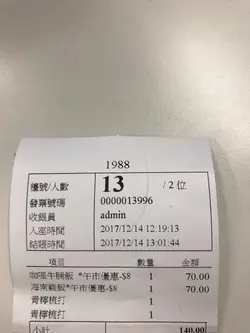 1988
檯號/人數 13 / 2 位
發票號碼 0000013996
收銀員 admin
入座時間 2017/12/14 12:19:13
結賬時間 2017/12/14 13:01:44
項目 數量 金額
咖喱牛腩飯 *午市優惠-$8 1 70.00
海南雞飯 *午市優惠-$8 1 70.00
青檸梳打 1
青檸梳打 1
小計 140.00